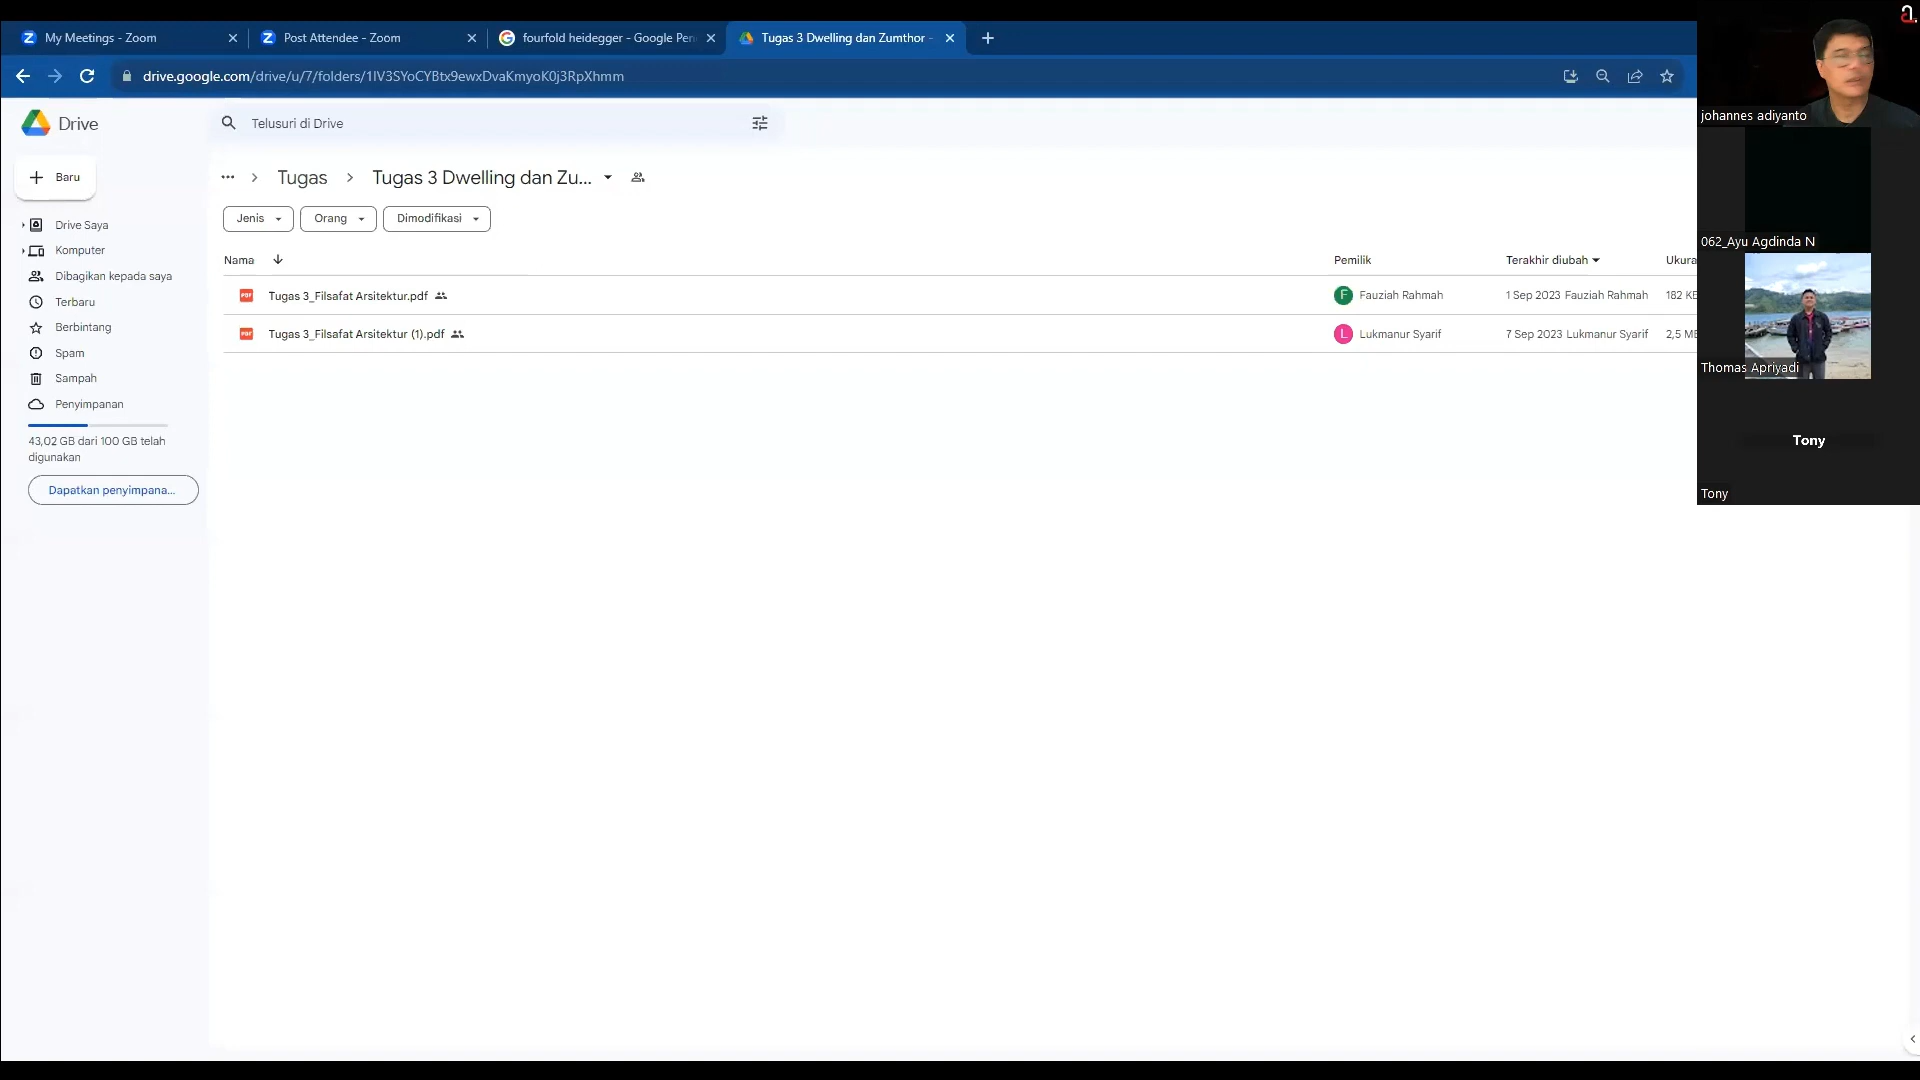 My Meetings - Zoom
Post Attendee - Zoom
fourfold heidegger - Google Pen
Tugas 3 Dwelling dan Zumthor -
drive.google.com/drive/u/7/folders/1IV3SYoCYBtx9ewxDvaKmyoK0j3RpXhmm
Drive
Telusuri di Drive
Baru
... > Tugas > Tugas 3 Dwelling dan Zu...
Jenis
Orang
Dimodifikasi
Drive Saya
Komputer
Dibagikan kepada saya
Terbaru
Berbintang
Spam
Sampah
Penyimpanan
43,02 GB dari 100 GB telah
digunakan
Dapatkan penyimpana...
Nama
Pemilik
Terakhir diubah
Ukura
Tugas 3_Filsafat Arsitektur.pdf
F Fauziah Rahmah
1 Sep 2023 Fauziah Rahmah
182 KB
Tugas 3_Filsafat Arsitektur (1).pdf
L Lukmanur Syarif
7 Sep 2023 Lukmanur Syarif
2,5 MB
johannes adiyanto
062_Ayu Agdinda N
Thomas Apriyadi
Tony
Tony